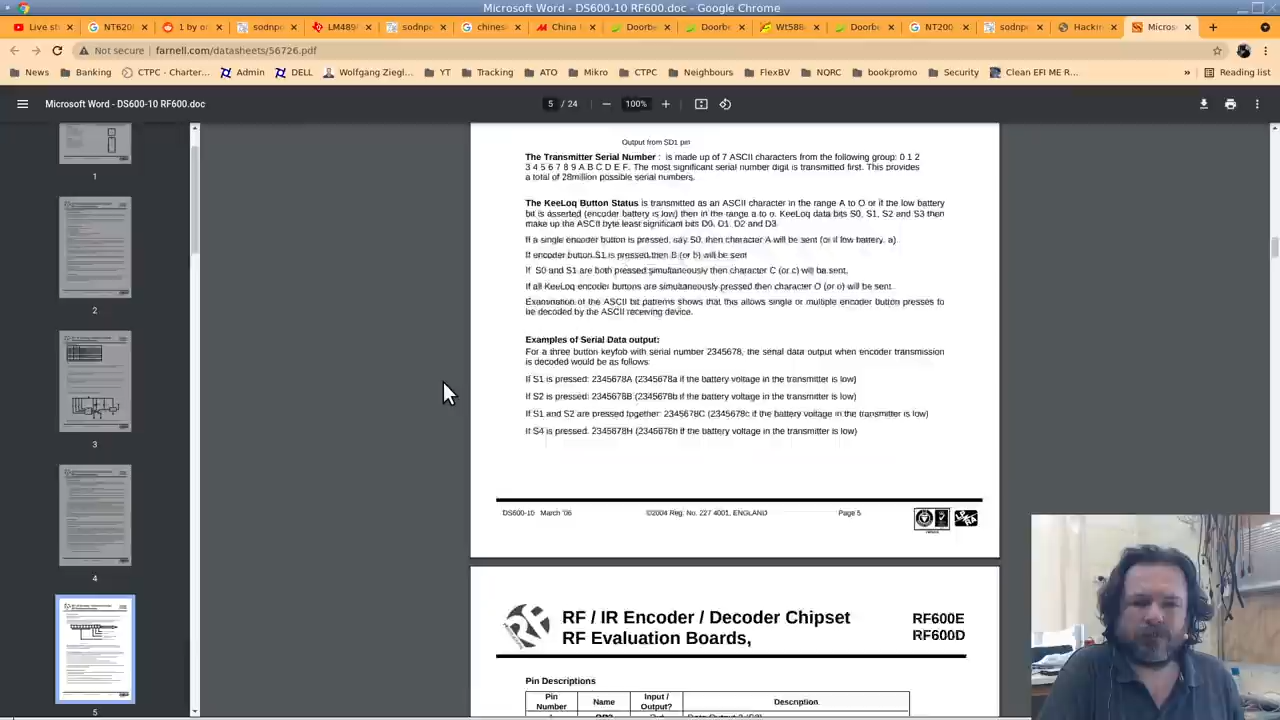 Microsoft Word - DS600-10 RF600.doc - Google Chrome
Live st NT620 1 by o sodnp LM489 sodnp chines China Doorbe Doorbe Wt588 Doorbe NT200 sodnp Hackin Micros
Not secure farnell.com/datasheets/56726.pdf
News Banking CTPC - Charter... Admin DELL Wolfgang Ziegl... YT Tracking ATO Mikro CTPC Neighbours FlexBV NQRC bookpromo Security Clean EFI ME R... » Reading list
Microsoft Word - DS600-10 RF600.doc 5 / 24 100%
1
2
3
4
5
Output from SD1 pin
The Transmitter Serial Number : is made up of 7 ASCII characters from the following group: 0 1 2
3 4 5 6 7 8 9 A B C D E F. The most significant serial number digit is transmitted first. This provides
a total of 28million possible serial numbers.
The KeeLoq Button Status is transmitted as an ASCII character in the range A to O or if the low battery
bit is asserted (encoder battery is low) then in the range a to o. KeeLoq data bits S0, S1, S2 and S3 then
make up the ASCII byte least significant bits D0, D1, D2 and D3.
If a single encoder button is pressed, say S0, then character A will be sent (or if low battery, a)
If encoder button S1 is pressed then B (or b) will be sent
If S0 and S1 are both pressed simultaneously then character C (or c) will be sent,
If all KeeLoq encoder buttons are simultaneously pressed then character O (or o) will be sent.
Examination of the ASCII bit patterns shows that this allows single or multiple encoder button presses to
be decoded by the ASCII receiving device.
Examples of Serial Data output:
For a three button keyfob with serial number 2345678, the serial data output when encoder transmission
is decoded would be as follows:
If S1 is pressed: 2345678A (2345678a if the battery voltage in the transmitter is low)
If S2 is pressed: 2345678B (2345678b if the battery voltage in the transmitter is low)
If S1 and S2 are pressed together: 2345678C (2345678c if the battery voltage in the transmitter is low)
If S4 is pressed: 2345678H (2345678h if the battery voltage in the transmitter is low)
DS600-10 March '06 ©2004 Reg. No. 227 4001, ENGLAND Page 5
RF / IR Encoder / Decoder Chipset RF600E
RF Evaluation Boards, RF600D
Pin Descriptions
Pin Number Name Input / Output? Description